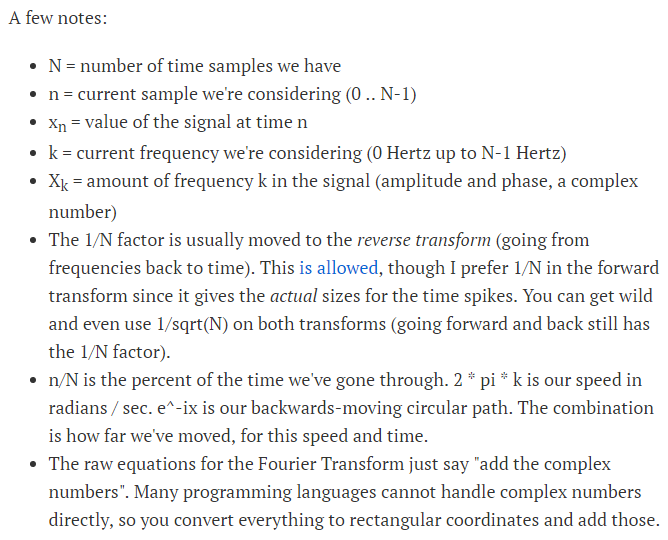 A few notes:
• N = number of time samples we have
• n = current sample we're considering (0 .. N-1)
• xn = value of the signal at time n
• k = current frequency we're considering (0 Hertz up to N-1 Hertz)
• Xk = amount of frequency k in the signal (amplitude and phase, a complex
number)
• The 1/N factor is usually moved to the reverse transform (going from
frequencies back to time). This is allowed, though I prefer 1/N in the forward
transform since it gives the actual sizes for the time spikes. You can get wild
and even use 1/sqrt(N) on both transforms (going forward and back still has
the 1/N factor).
• n/N is the percent of the time we've gone through. 2 * pi * k is our speed in
radians / sec. e^-ix is our backwards-moving circular path. The combination
is how far we've moved, for this speed and time.
• The raw equations for the Fourier Transform just say "add the complex
numbers". Many programming languages cannot handle complex numbers
directly, so you convert everything to rectangular coordinates and add those.